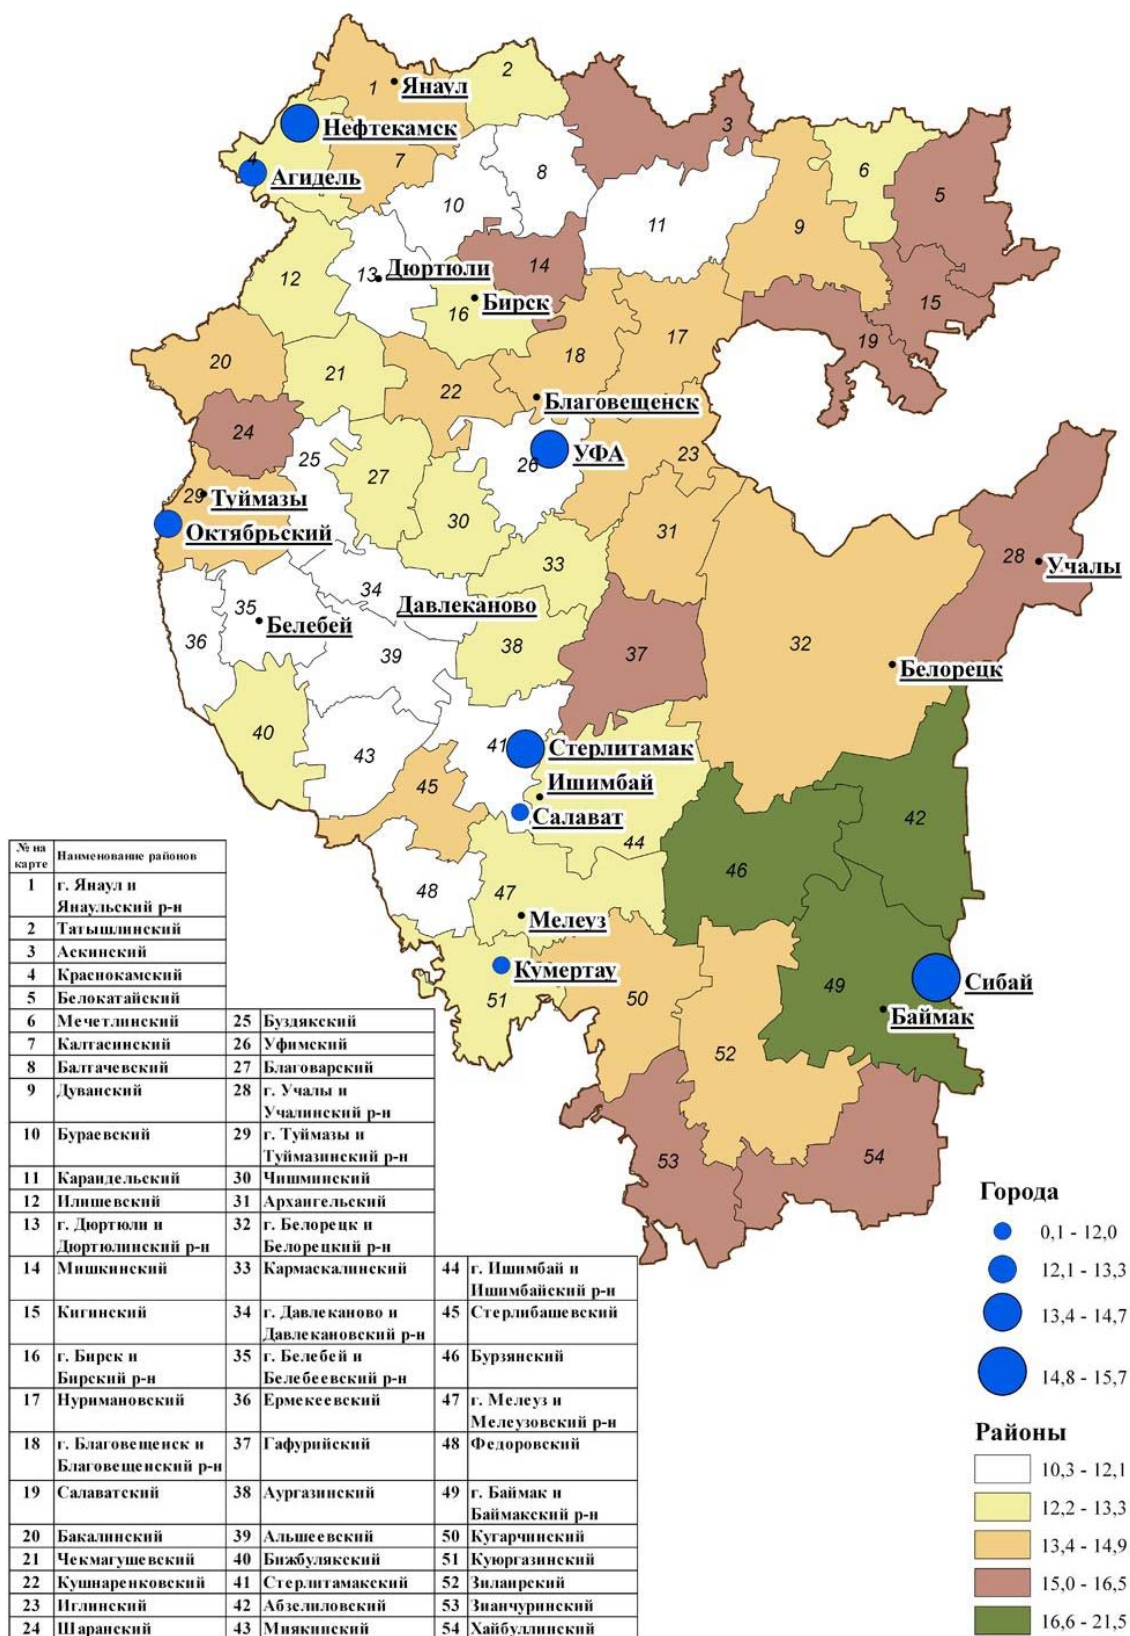 1
Янаул
2
3
Нефтекамск
4
Агидель
7
8
10
11
6
5
9
12
13
Дюртюли
14
16
Бирск
15
17
18
19
20
21
22
Благовещенск
24
25
27
26
УФА
23
29
Туймазы
Октябрьский
30
31
33
28
Учалы
34
Давлеканово
35
Белебей
36
39
38
37
32
Белорецк
40
43
41
Стерлитамак
Ишимбай
Салават
44
45
42
46
48
47
Мелеуз
Кумертау
51
50
49
Сибай
Баймак
52
53
54
№ на карте Наименование районов
1 г. Янаул и
Янаульский р-н
2 Татышлинский
3 Аскинский
4 Краснокамский
5 Белокатайский
6 Мечетлинский 25 Буздякский
7 Калтасинский 26 Уфимский
8 Балтачевский 27 Благоварский
9 Дуванский 28 г. Учалы и
Учалинский р-н
10 Бураевский 29 г. Туймазы и
Туймазинский р-н
11 Караидельский 30 Чишминский
12 Илишевский 31 Архангельский
13 г. Дюртюли и 32 г. Белорецк и
Дюртюлинский р-н Белорецкий р-н
14 Мишкинский 33 Кармаскалинский 44 г. Ишимбай и
Ишимбайский р-н
15 Кигинский 34 г. Давлеканово и 45 Стерлибашевский
Давлекановский р-н
16 г. Бирск и 35 г. Белебей и 46 Бурзянский
Бирский р-н Белебеевский р-н
17 Нуримановский 36 Ермекеевский 47 г. Мелеуз и
Мелеузовский р-н
18 г. Благовещенск и 37 Гафурийский 48 Федоровский
Благовещенский р-н
19 Салаватский 38 Аургазинский 49 г. Баймак и
Баймакский р-н
20 Бакалинский 39 Альшеевский 50 Кугарчинский
21 Чекмагушевский 40 Бижбулякский 51 Куюргазинский
22 Кушнаренковский 41 Стерлитамакский 52 Зилаирский
23 Иглинский 42 Абзелиловский 53 Зианчуринский
24 Шаранский 43 Миякинский 54 Хайбуллинский
Города
0,1 - 12,0
12,1 - 13,3
13,4 - 14,7
14,8 - 15,7
Районы
10,3 - 12,1
12,2 - 13,3
13,4 - 14,9
15,0 - 16,5
16,6 - 21,5